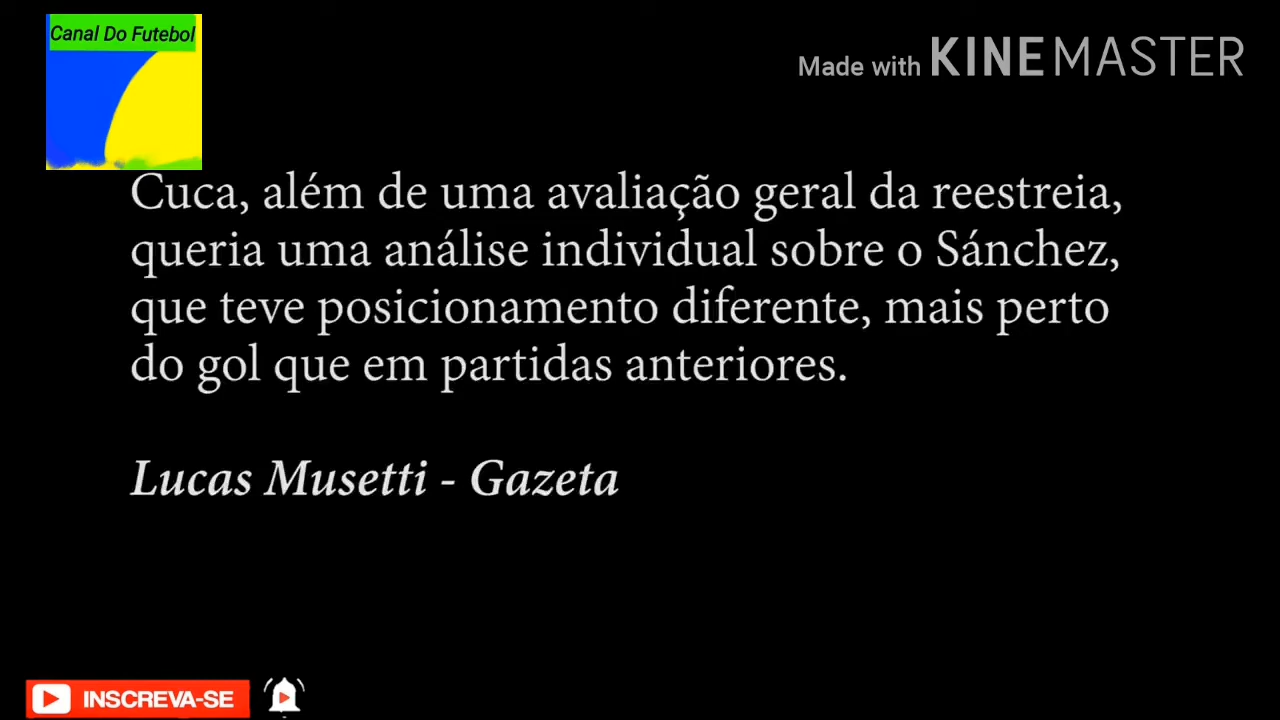 Canal Do Futebol
Made with KINEMASTER
Cuca, além de uma avaliação geral da reestreia,
queria uma análise individual sobre o Sánchez,
que teve posicionamento diferente, mais perto
do gol que em partidas anteriores.
Lucas Musetti - Gazeta
INSCREVA-SE